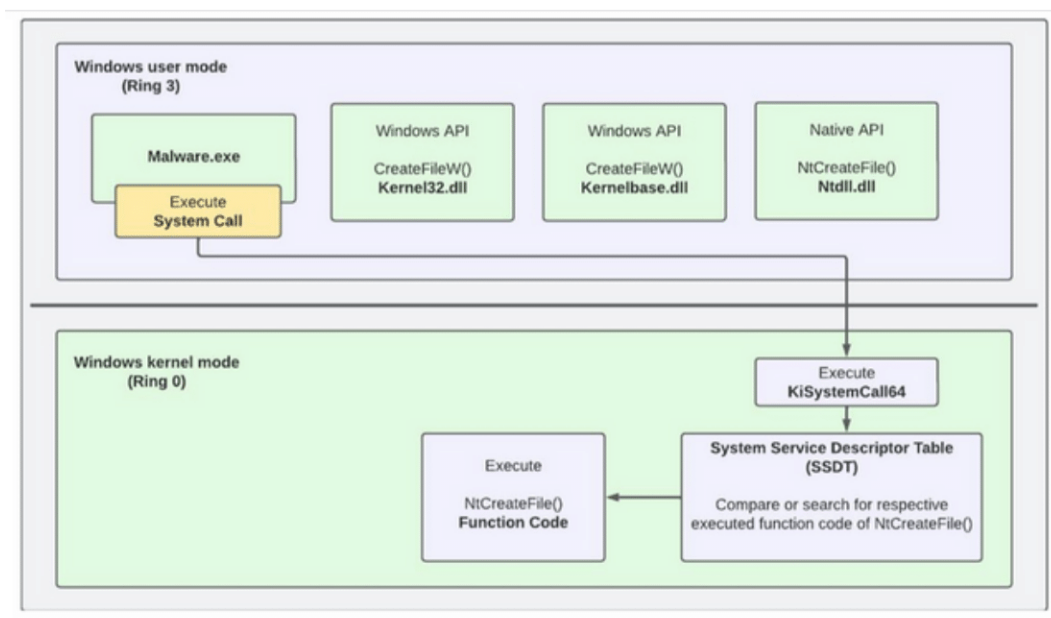 Windows user mode
(Ring 3)
Malware.exe
Execute
System Call
Windows API
CreateFileW()
Kernel32.dll
Windows API
CreateFileW()
Kernelbase.dll
Native API
NtCreateFile()
Ntdll.dll
Windows kernel mode
(Ring 0)
Execute
KiSystemCall64
System Service Descriptor Table
(SSDT)
Compare or search for respective
executed function code of NtCreateFile()
Execute
NtCreateFile()
Function Code